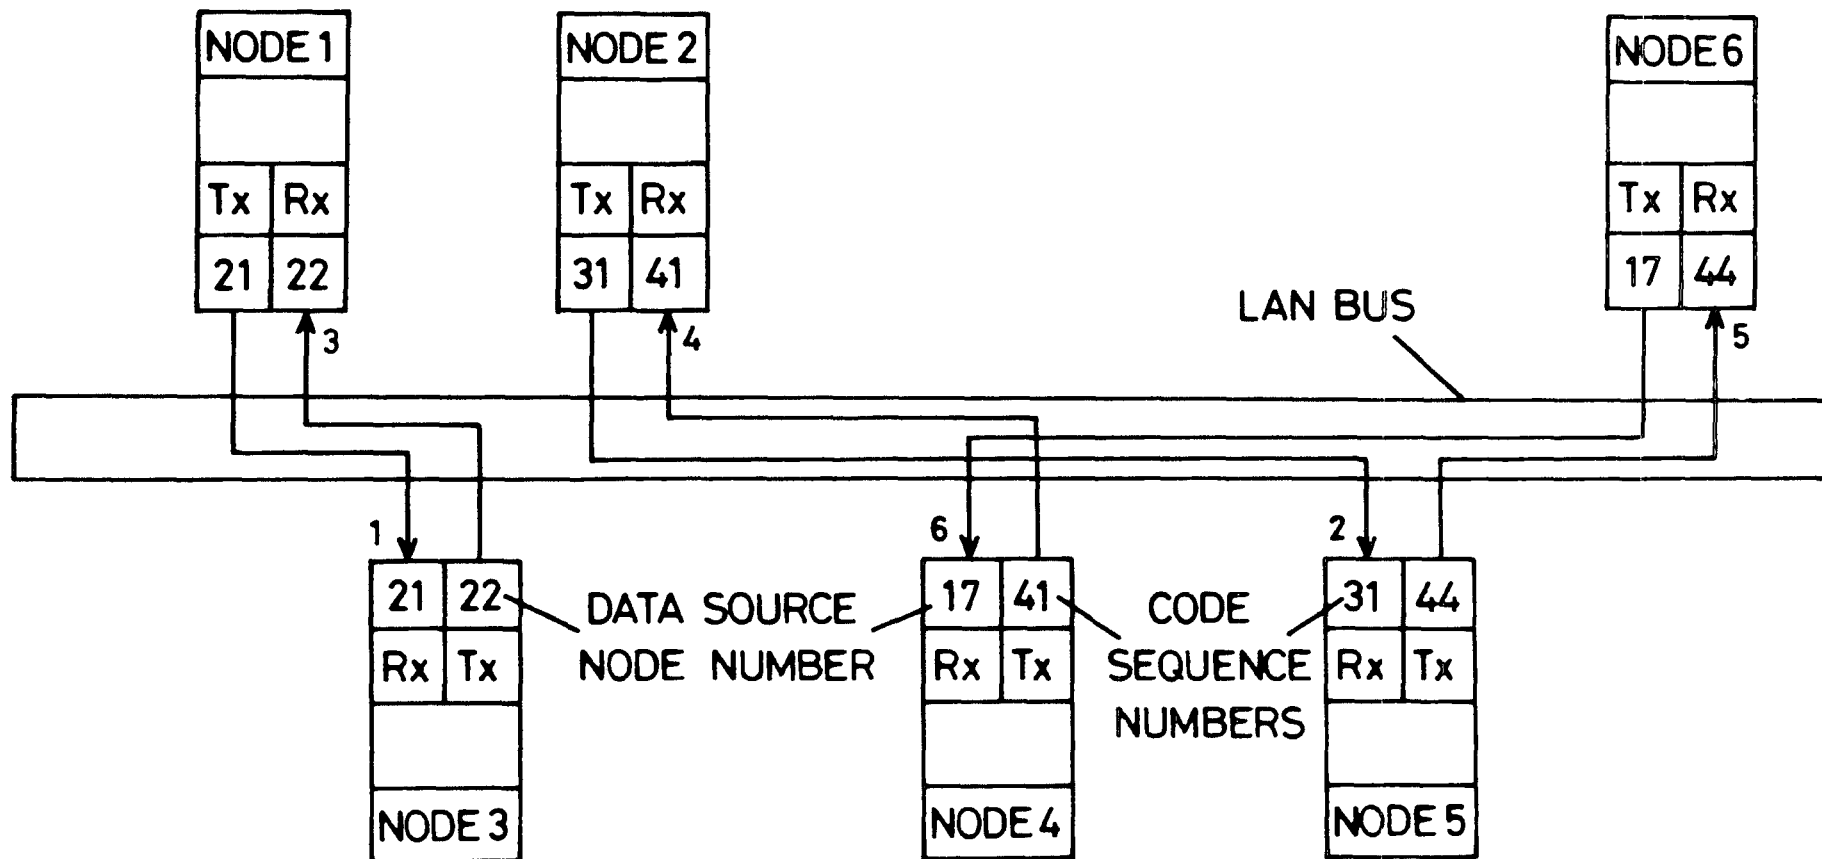 NODE 1
NODE 2
NODE 6
Tx Rx
Tx Rx
Tx Rx
21 22
31 41
17 44
LAN BUS
3
4
5
1
6
2
21 22
17 41
31 44
DATA SOURCE
NODE NUMBER
CODE
SEQUENCE
NUMBERS
Rx Tx
Rx Tx
Rx Tx
NODE 3
NODE 4
NODE 5